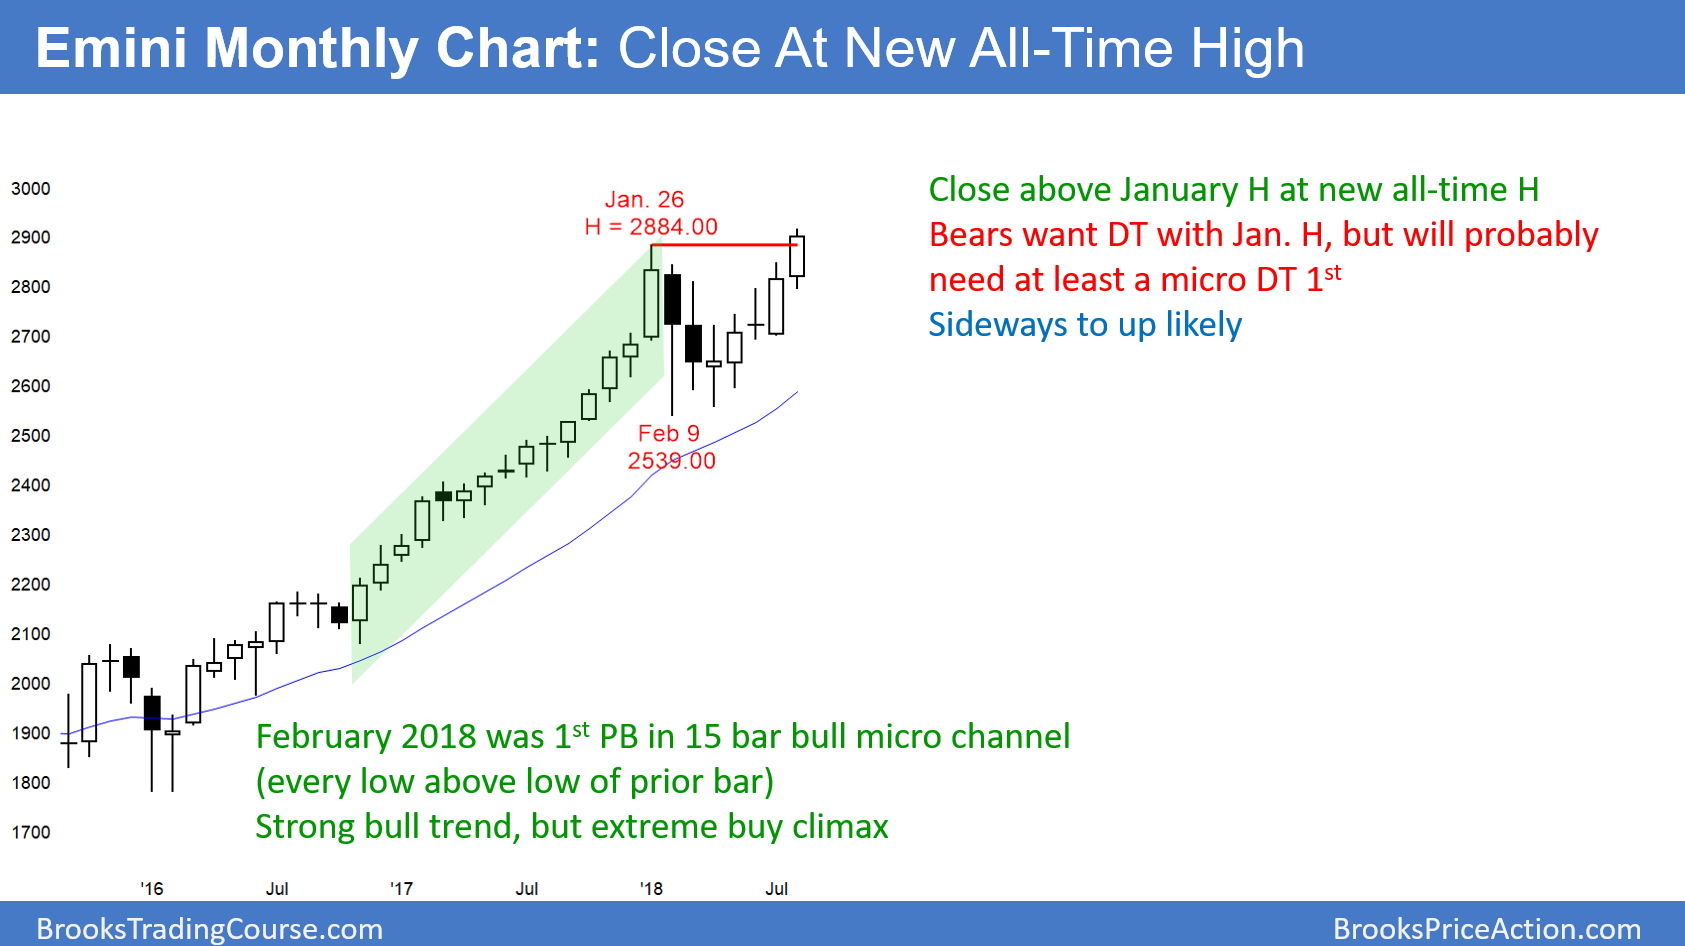 Emini Monthly Chart: Close At New All-Time High
3000
2900
2800
2700
2600
2500
2400
2300
2200
2100
2000
1900
1800
1700
Jan. 26
H = 2884.00
Feb 9
2539.00
Close above January H at new all-time H
Bears want DT with Jan. H, but will probably
need at least a micro DT 1st
Sideways to up likely
February 2018 was 1st PB in 15 bar bull micro channel
(every low above low of prior bar)
Strong bull trend, but extreme buy climax
'16 Jul '17 Jul '18 Jul
BrooksTradingCourse.com
BrooksPriceAction.com